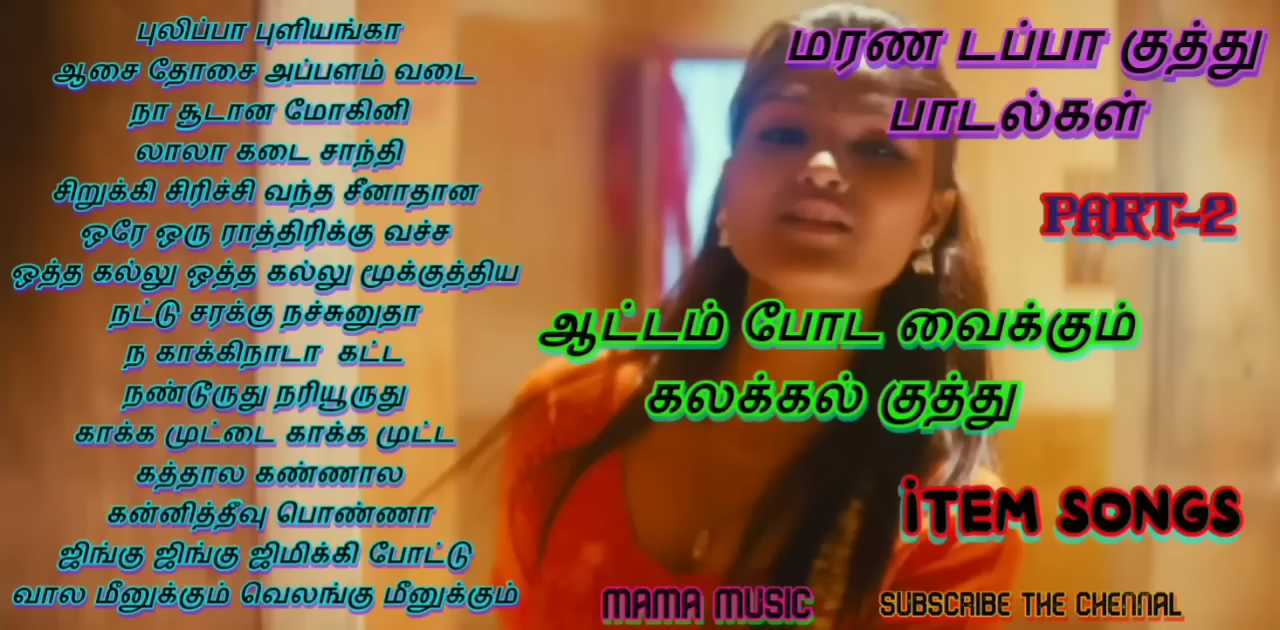 புலிப்பா புளியங்கா
ஆசை தோசை அப்பளம் வடை
நா சூடான மோகினி
லாலா கடை சாந்தி
சிறுக்கி சிரிச்சி வந்த சீனாதான
ஒரே ஒரு ராத்திரிக்கு வச்ச
ஒத்த கல்லு ஒத்த கல்லு மூக்குத்திய
நட்டு சரக்கு நச்சுனுதா
ந காக்கிநாடா கட்ட
நண்டூருது நரியூருது
காக்க முட்டை காக்க முட்ட
கத்தால கண்ணால
கன்னித்தீவு பொண்ணா
ஜிங்கு ஜிங்கு ஜிமிக்கி போட்டு
வால மீனுக்கும் வெலங்கு மீனுக்கும்
மரண டப்பா குத்து
பாடல்கள்
PART-2
ஆட்டம் போட வைக்கும்
கலக்கல் குத்து
iTEM SONGS
MAMA MUSIC
SUBSCRIBE THE CHENNAL